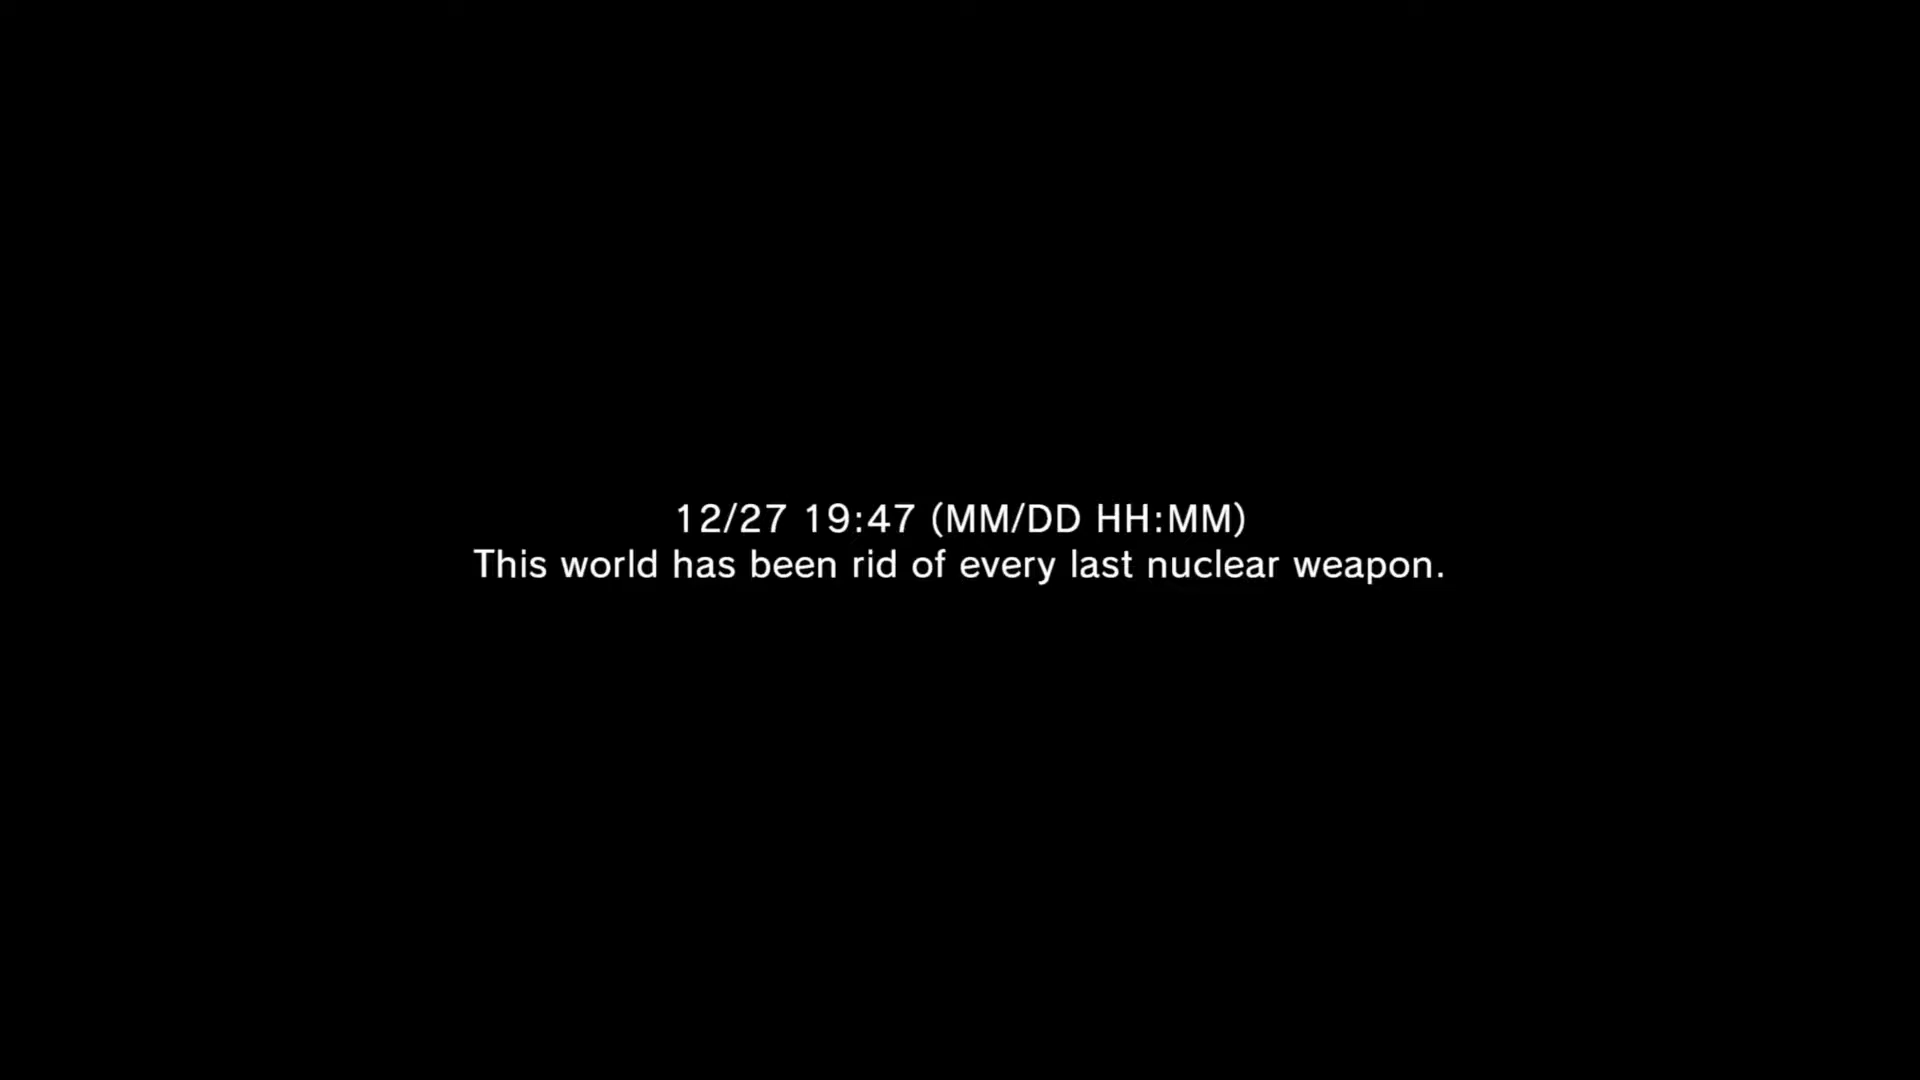 12/27 19:47 (MM/DD HH:MM)
This world has been rid of every last nuclear weapon.